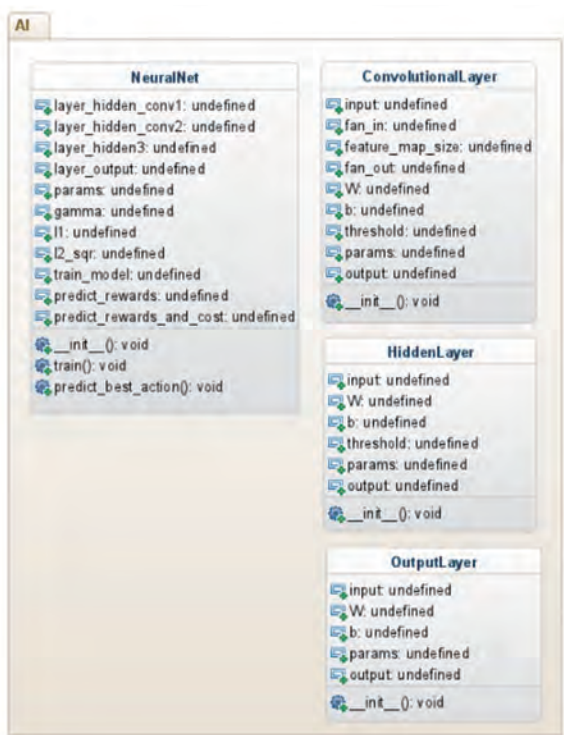 AI
NeuralNet
layer_hidden_conv1: undefined
layer_hidden_conv2: undefined
layer_hidden3: undefined
layer_output: undefined
params: undefined
gamma: undefined
l1: undefined
l2_sqr: undefined
train_model: undefined
predict_rewards: undefined
predict_rewards_and_cost: undefined
__init__(): void
train(): void
predict_best_action(): void
ConvolutionalLayer
input: undefined
fan_in: undefined
feature_map_size: undefined
fan_out: undefined
W: undefined
b: undefined
threshold: undefined
params: undefined
output: undefined
__init__(): void
HiddenLayer
input: undefined
W: undefined
b: undefined
threshold: undefined
params: undefined
output: undefined
__init__(): void
OutputLayer
input: undefined
W: undefined
b: undefined
params: undefined
output: undefined
__init__(): void